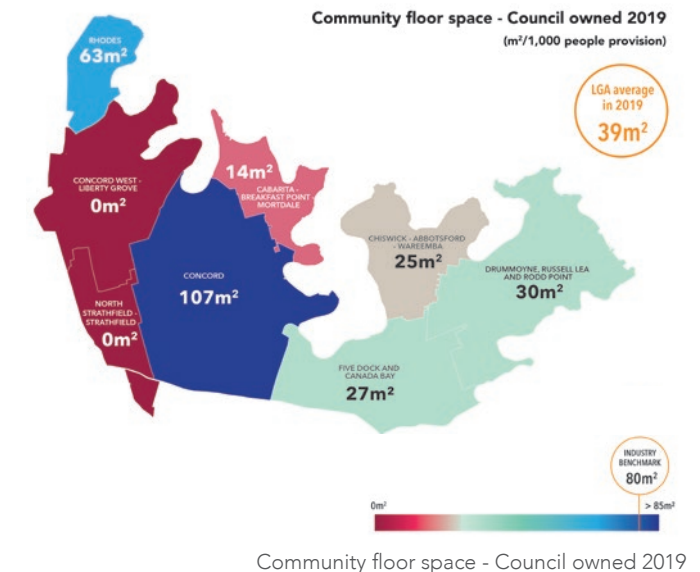 Community floor space - Council owned 2019
(m²/1,000 people provision)
LGA average
in 2019
39m²
RHODES
63m²
CONCORD WEST -
LIBERTY GROVE
0m²
14m²
CABARITA -
BREAKFAST POINT -
MORTDALE
CHISWICK - ABBOTSFORD
- WAREEMBA
25m²
DRUMMOYNE, RUSSELL LEA
AND RODD POINT
30m²
CONCORD
107m²
NORTH
STRATHFIELD -
STRATHFIELD
0m²
FIVE DOCK AND
CANADA BAY
27m²
INDUSTRY
BENCHMARK
80m²
0m²
> 85m²
Community floor space - Council owned 2019